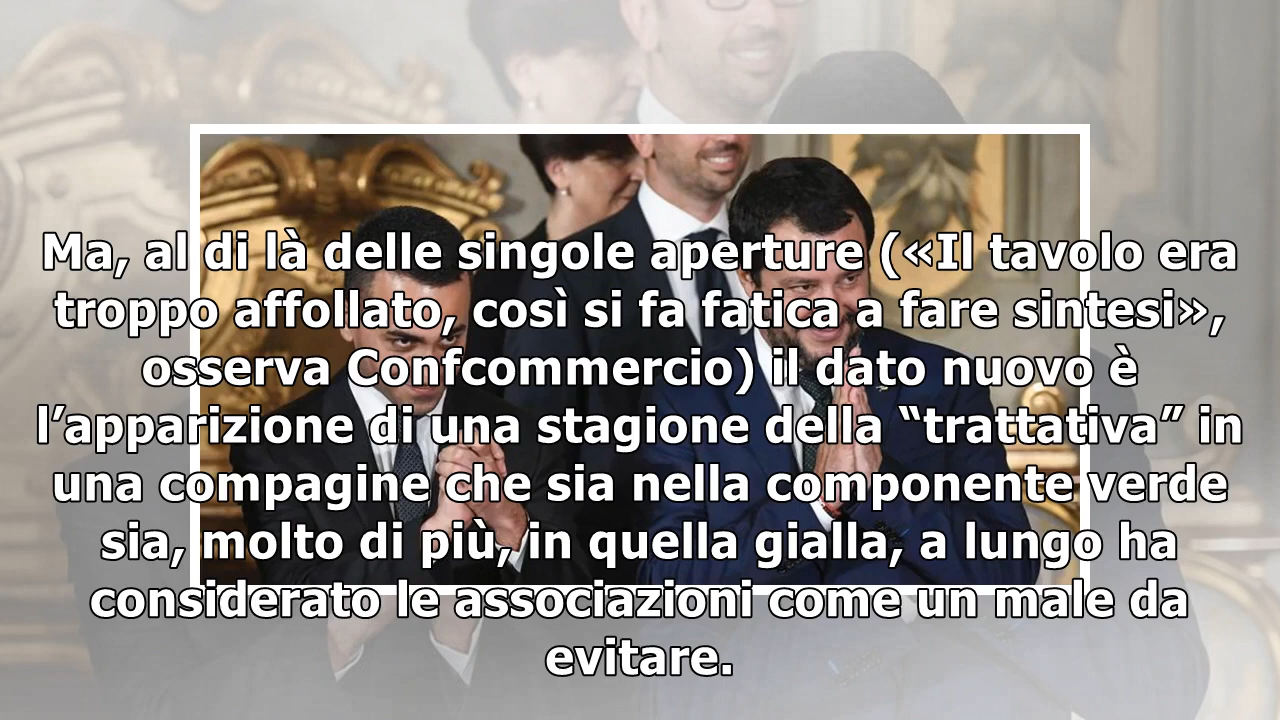 Ma, al di là delle singole aperture («Il tavolo era
troppo affollato, così si fa fatica a fare sintesi»,
osserva Confcommercio) il dato nuovo è
l’apparizione di una stagione della “trattativa” in
una compagine che sia nella componente verde
sia, molto di più, in quella gialla, a lungo ha
considerato le associazioni come un male da
evitare.